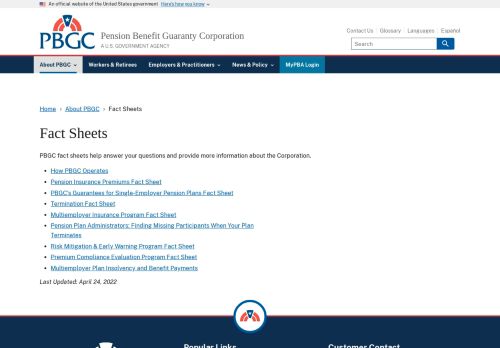 An official website of the United States government Here's how you know
PBGC
Pension Benefit Guaranty Corporation
A U.S. GOVERNMENT AGENCY
Contact Us Glossary Languages Español
Search
About PBGC Workers & Retirees Employers & Practitioners News & Policy MyPBA Login
Home › About PBGC › Fact Sheets
Fact Sheets
PBGC fact sheets help answer your questions and provide more information about the Corporation.
How PBGC Operates
Pension Insurance Premiums Fact Sheet
PBGC's Guarantees for Single-Employer Pension Plans Fact Sheet
Termination Fact Sheet
Multiemployer Insurance Program Fact Sheet
Pension Plan Administrators: Finding Missing Participants When Your Plan
Terminates
Risk Mitigation & Early Warning Program Fact Sheet
Premium Compliance Evaluation Program Fact Sheet
Multiemployer Plan Insolvency and Benefit Payments
Last Updated: April 24, 2022
Popular Links Customer Contact